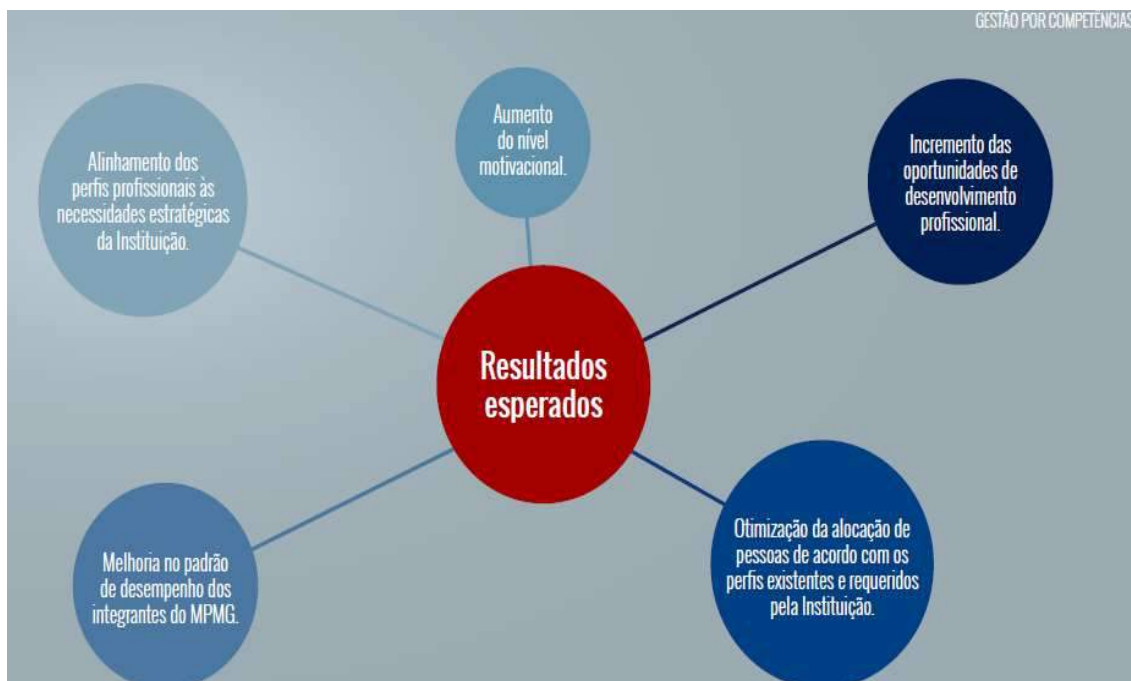 GESTÃO POR COMPETÊNCIAS
Alinhamento dos
perfis profissionais às
necessidades estratégicas
da Instituição.
Aumento
do nível
motivacional.
Incremento das
oportunidades de
desenvolvimento
profissional.
Resultados
esperados
Melhoria no padrão
de desempenho dos
integrantes do MPMG.
Otimização da alocação de
pessoas de acordo com os
perfis existentes e requeridos
pela Instituição.